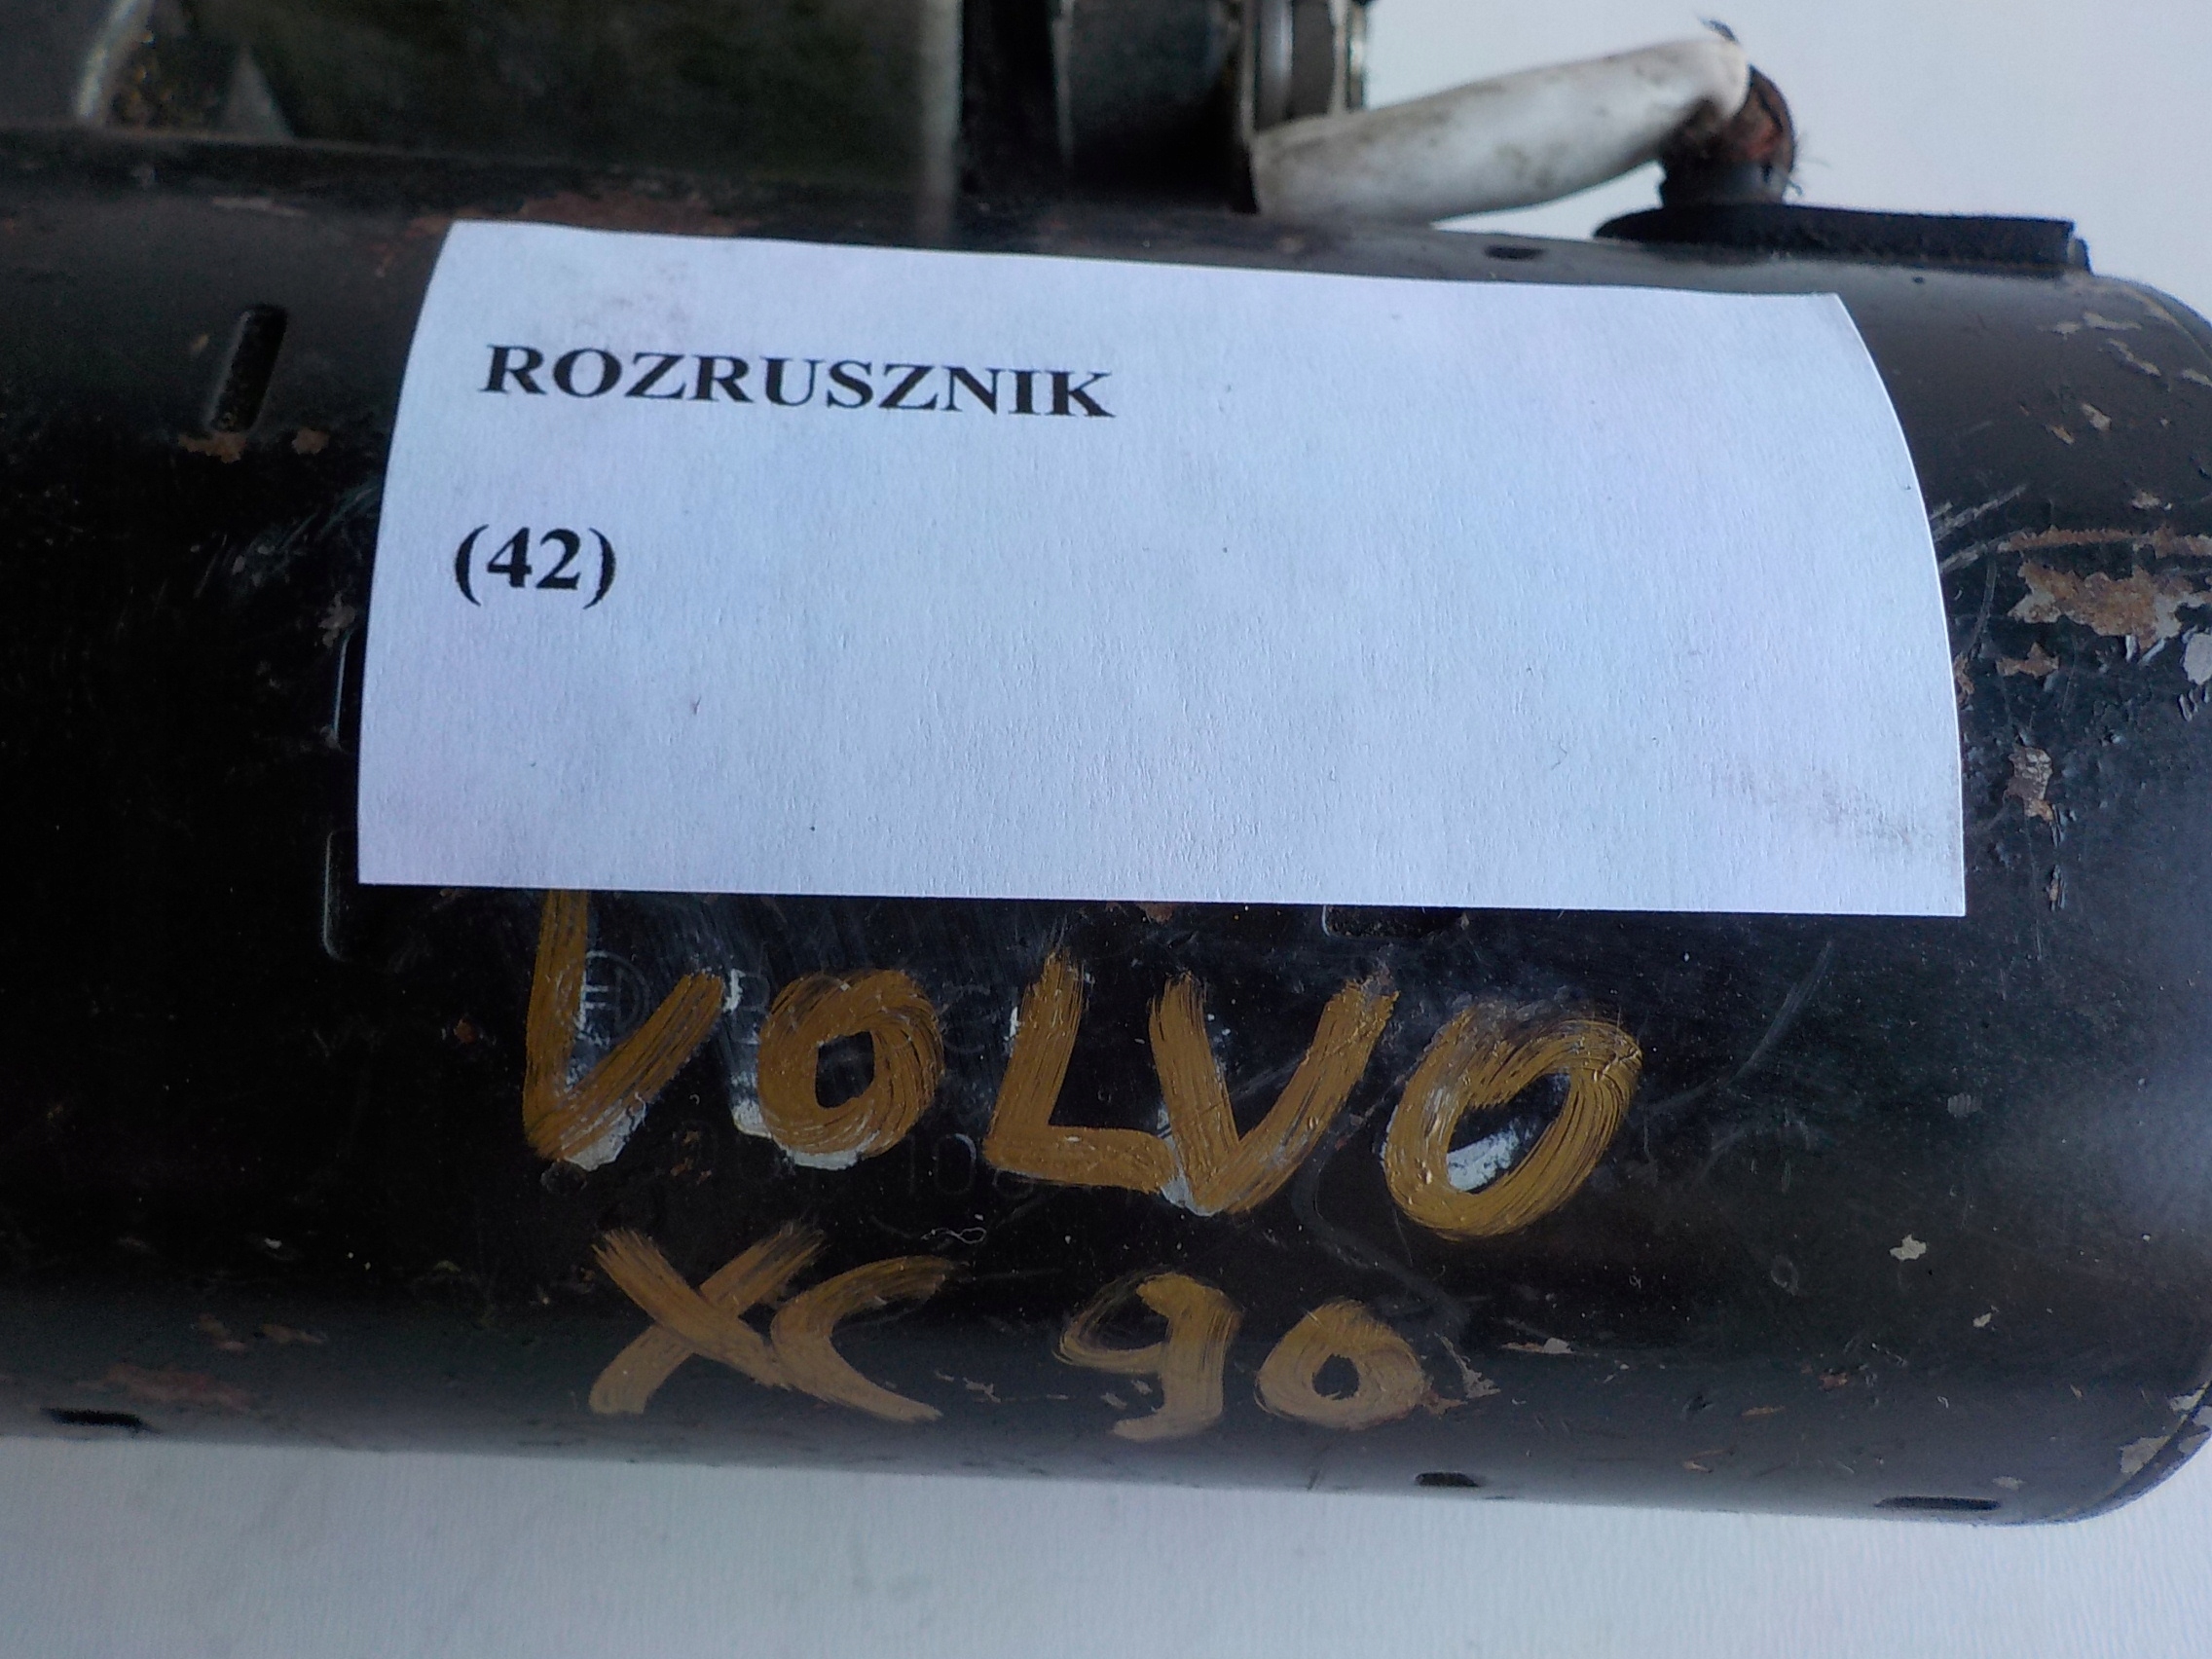 ROZRUSZNIK
(42)
VOLVO
XC 90